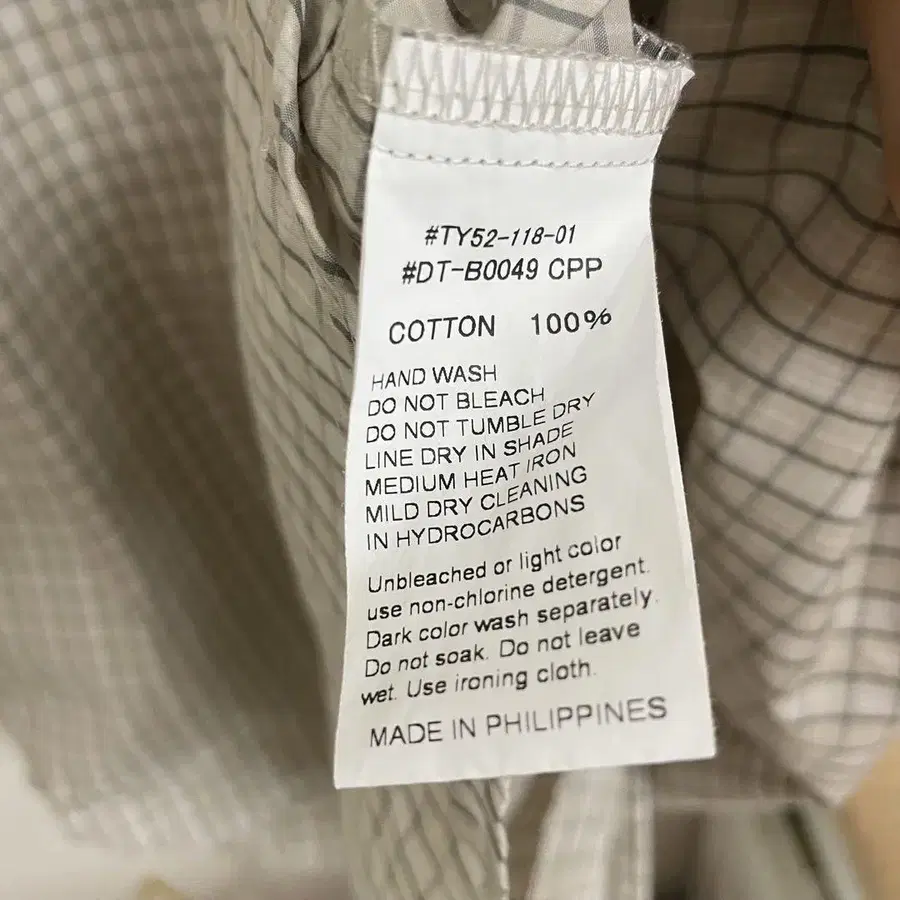 #TY52-118-01
#DT-B0049 CPP
COTTON 100%
HAND WASH
DO NOT BLEACH
DO NOT TUMBLE DRY
LINE DRY IN SHADE
MEDIUM HEAT IRON
MILD DRY CLEANING
IN HYDROCARBONS
Unbleached or light color
use non-chlorine detergent.
Dark color wash separately.
Do not soak. Do not leave
wet. Use ironing cloth.
MADE IN PHILIPPINES